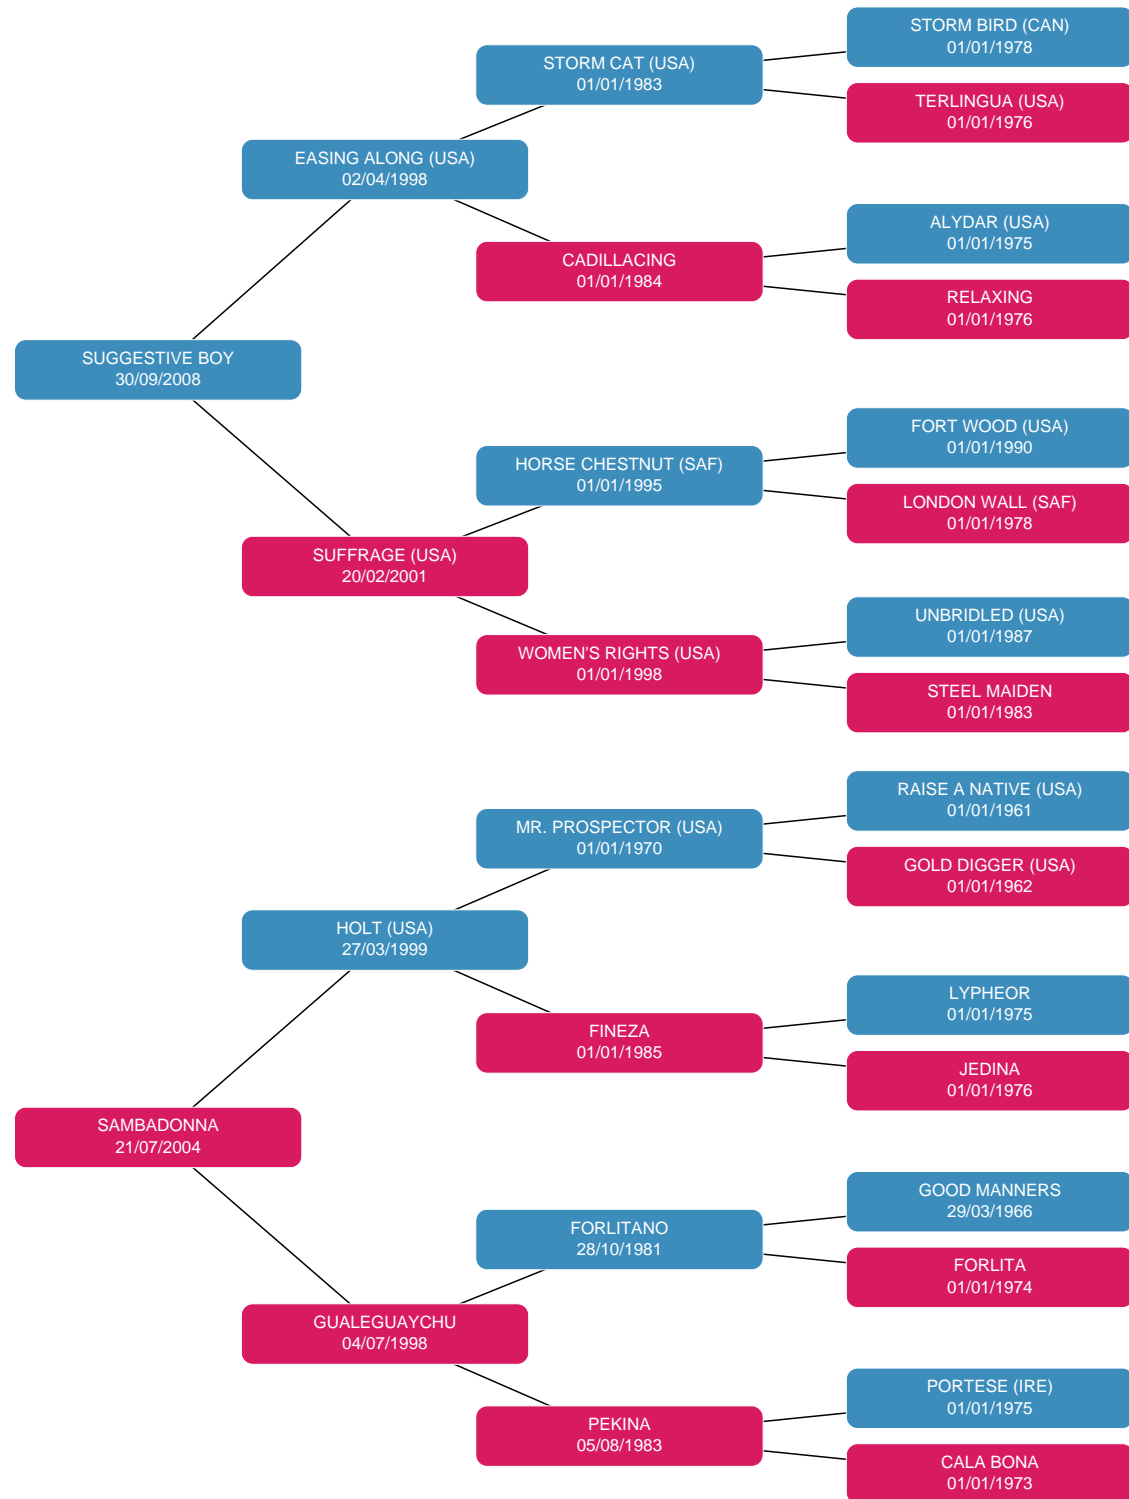 STORM BIRD (CAN)
01/01/1978
STORM CAT (USA)
01/01/1983
TERLINGUA (USA)
01/01/1976
EASING ALONG (USA)
02/04/1998
ALYDAR (USA)
01/01/1975
CADILLACING
01/01/1984
RELAXING
01/01/1976
SUGGESTIVE BOY
30/09/2008
FORT WOOD (USA)
01/01/1990
HORSE CHESTNUT (SAF)
01/01/1995
LONDON WALL (SAF)
01/01/1978
SUFFRAGE (USA)
20/02/2001
UNBRIDLED (USA)
01/01/1987
WOMEN'S RIGHTS (USA)
01/01/1998
STEEL MAIDEN
01/01/1983
RAISE A NATIVE (USA)
01/01/1961
MR. PROSPECTOR (USA)
01/01/1970
GOLD DIGGER (USA)
01/01/1962
HOLT (USA)
27/03/1999
LYPHEOR
01/01/1975
FINEZA
01/01/1985
JEDINA
01/01/1976
SAMBADONNA
21/07/2004
GOOD MANNERS
29/03/1966
FORLITANO
28/10/1981
FORLITA
01/01/1974
GUALEGUAYCHU
04/07/1998
PORTESE (IRE)
01/01/1975
PEKINA
05/08/1983
CALA BONA
01/01/1973